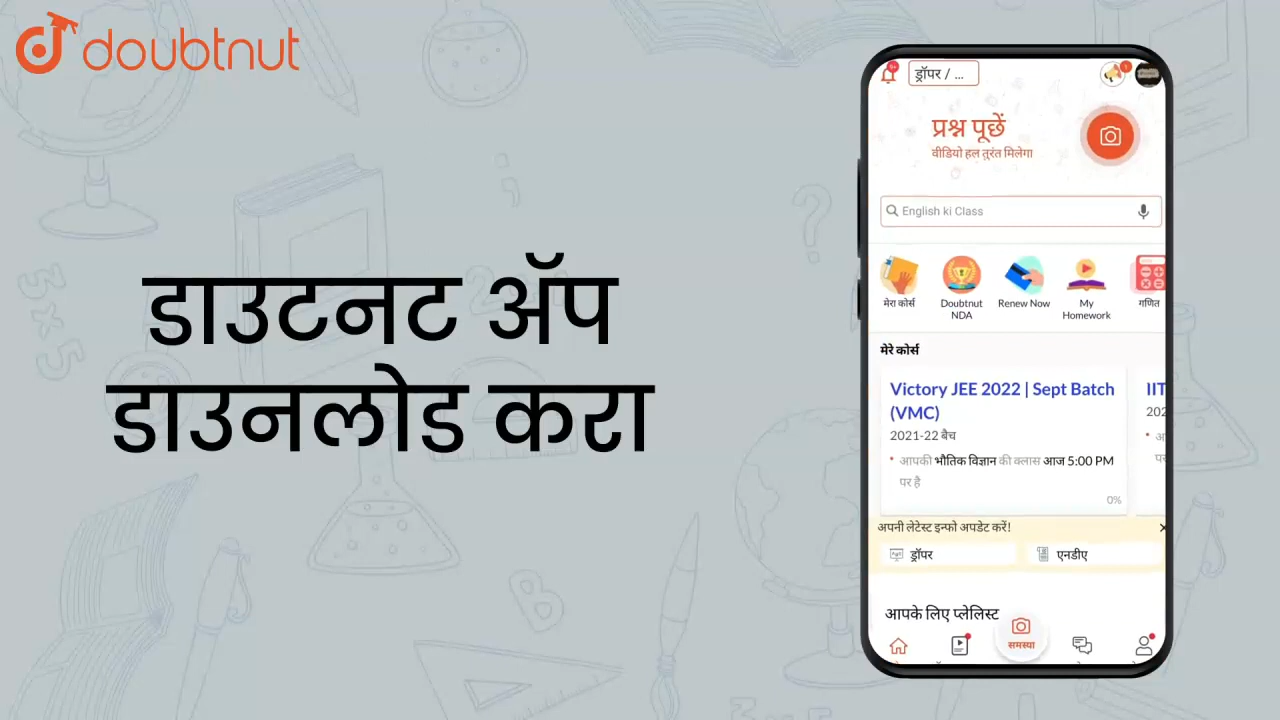 doubtnut
डाउटनट ॲप
डाउनलोड करा
ड्रॉपर / ...
प्रश्न पूछें
वीडियो हल तुरंत मिलेगा
English ki Class
मेरा कोर्स
Doubtnut
NDA
Renew Now
My
Homework
गणित
मेरे कोर्स
Victory JEE 2022 | Sept Batch
(VMC)
2021-22 बैच
आपकी भौतिक विज्ञान की क्लास आज 5:00 PM
पर है
0%
IIT
202
अपनी लेटेस्ट इन्फो अपडेट करें!
ड्रॉपर
एनडीए
आपके लिए प्लेलिस्ट
समस्या